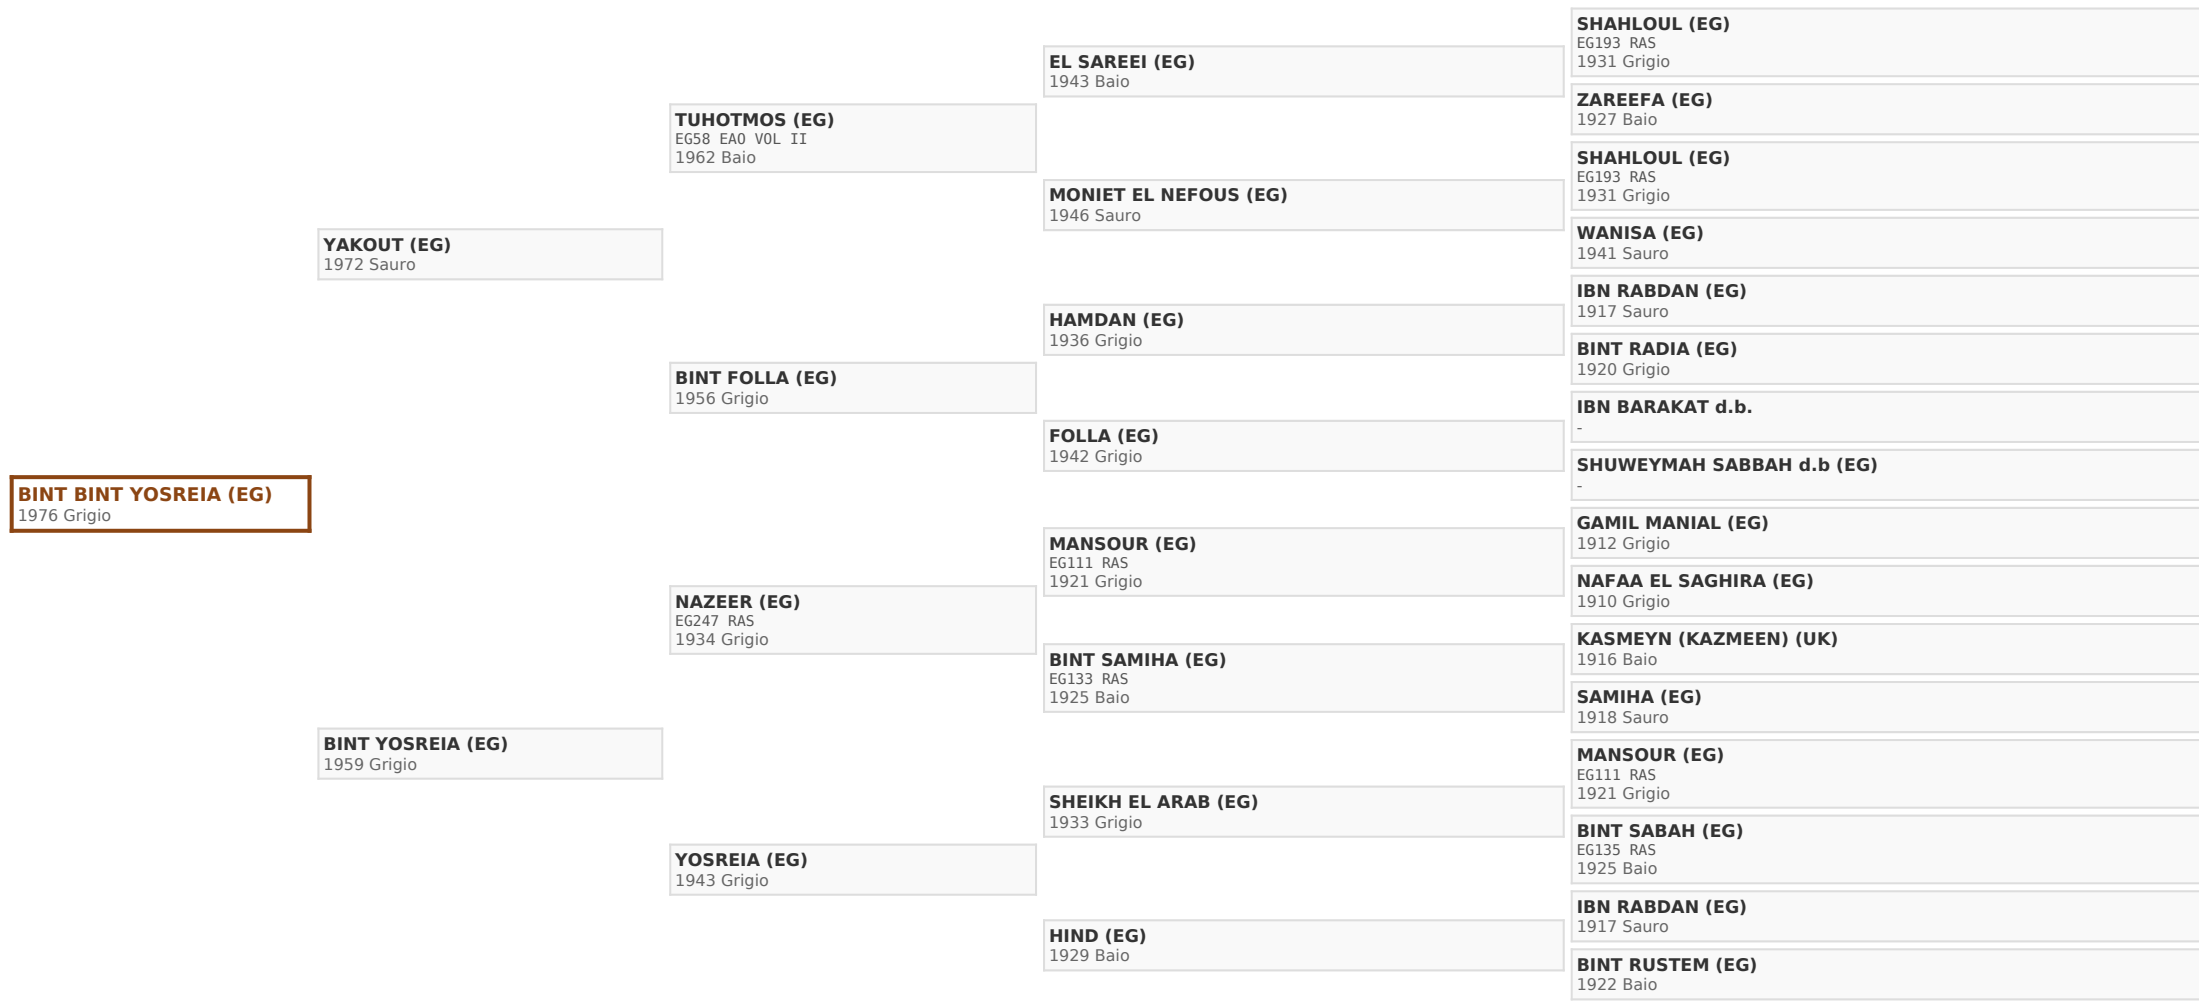 BINT BINT YOSREIA (EG)
1976 Grigio
YAKOUT (EG)
1972 Sauro
BINT YOSREIA (EG)
1959 Grigio
TUHOTMOS (EG)
EG58 EAO VOL II
1962 Baio
BINT FOLLA (EG)
1956 Grigio
NAZEER (EG)
EG247 RAS
1934 Grigio
YOSREIA (EG)
1943 Grigio
EL SAREEI (EG)
1943 Baio
MONIET EL NEFOUS (EG)
1946 Sauro
HAMDAN (EG)
1936 Grigio
FOLLA (EG)
1942 Grigio
MANSOUR (EG)
EG111 RAS
1921 Grigio
BINT SAMIHA (EG)
EG133 RAS
1925 Baio
SHEIKH EL ARAB (EG)
1933 Grigio
HIND (EG)
1929 Baio
SHAHLOUL (EG)
EG193 RAS
1931 Grigio
ZAREEFA (EG)
1927 Baio
SHAHLOUL (EG)
EG193 RAS
1931 Grigio
WANISA (EG)
1941 Sauro
IBN RABDAN (EG)
1917 Sauro
BINT RADIA (EG)
1920 Grigio
IBN BARAKAT d.b.
-
SHUWEYMAH SABBAH d.b (EG)
-
GAMIL MANIAL (EG)
1912 Grigio
NAFAA EL SAGHIRA (EG)
1910 Grigio
KASMEYN (KAZMEEN) (UK)
1916 Baio
SAMIHA (EG)
1918 Sauro
MANSOUR (EG)
EG111 RAS
1921 Grigio
BINT SABAH (EG)
EG135 RAS
1925 Baio
IBN RABDAN (EG)
1917 Sauro
BINT RUSTEM (EG)
1922 Baio